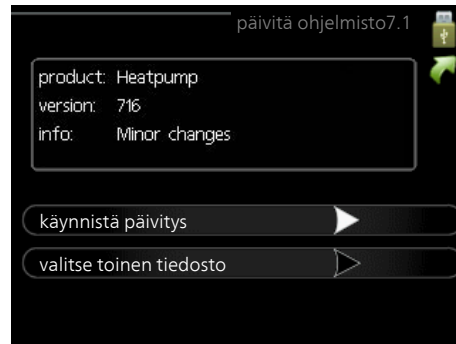 päivitä ohjelmisto7.1
product: Heatpump
version: 716
info: Minor changes
käynnistä päivitys
valitse toinen tiedosto